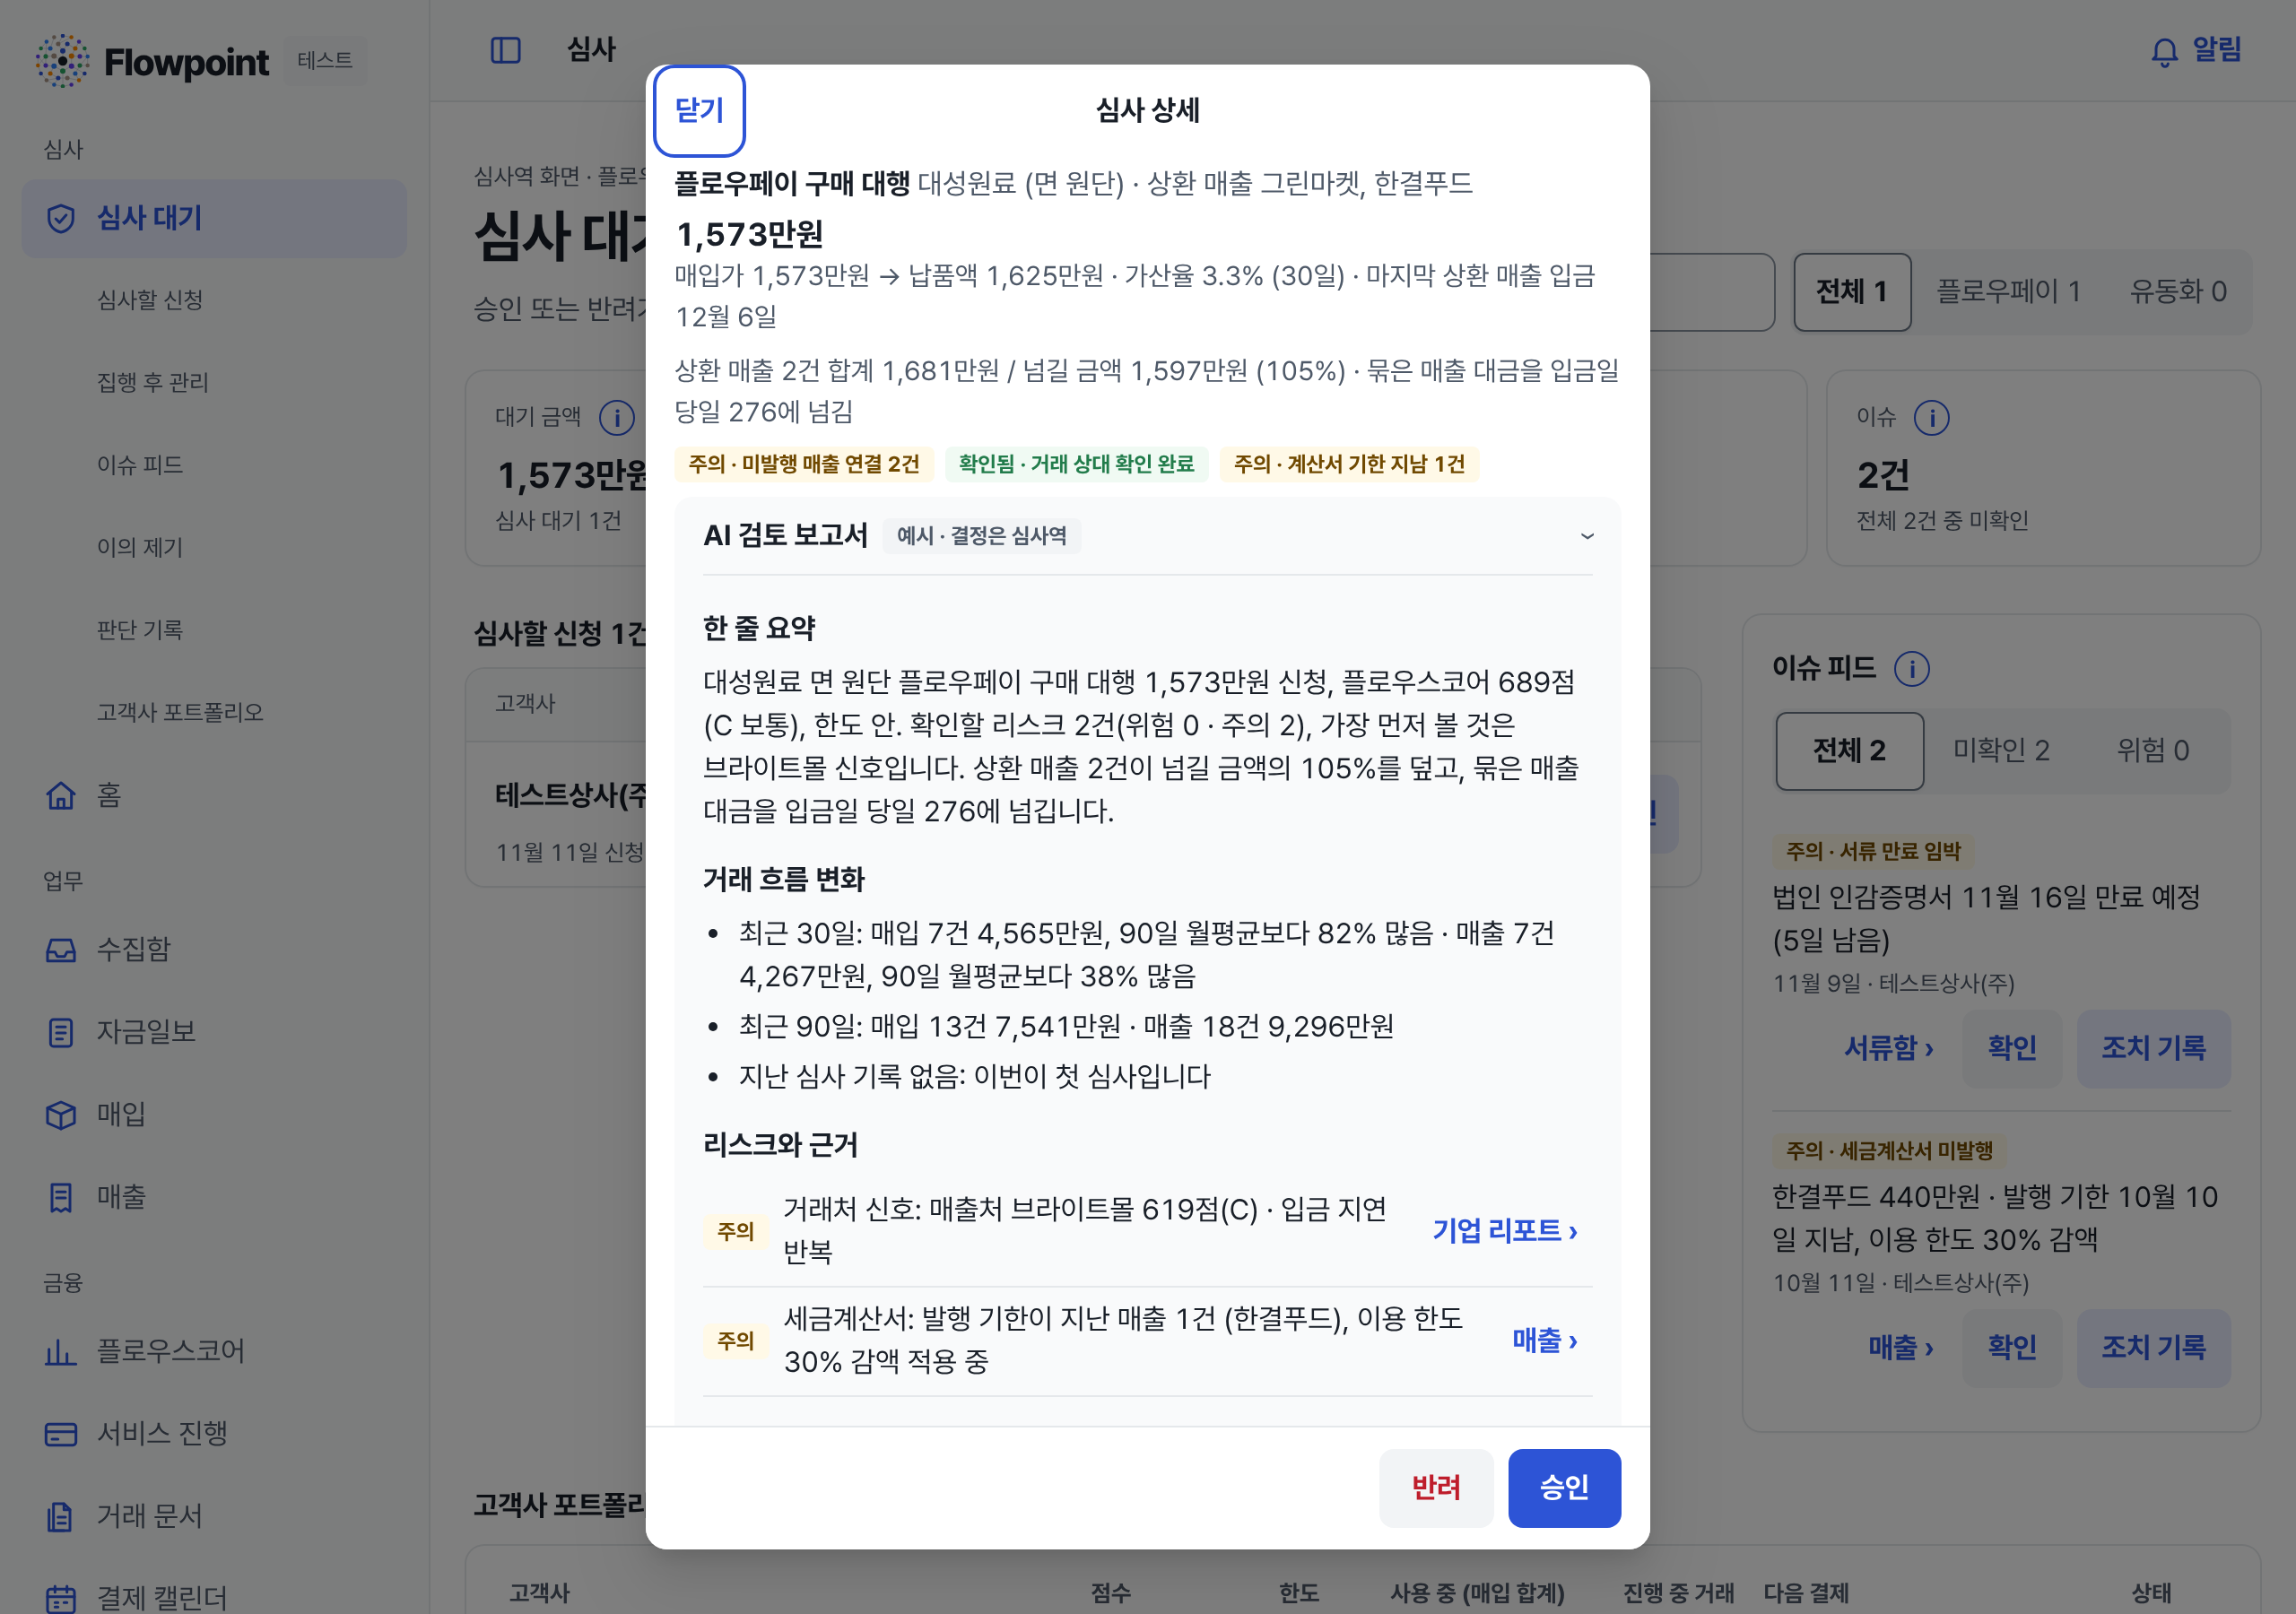 Flowpoint
테스트
심사
심사 대기
심사할 신청
집행 후 관리
이슈 피드
이의 제기
판단 기록
고객사 포트폴리오
홈
업무
수집함
자금일보
매입
매출
금융
플로우스코어
서비스 진행
거래 문서
결제 캘린더
심사
알림
심사역 화면 ·
심사
승인 또는
전체 1
플로우페이 1
유동화 0
대기 금액
1,573만원
심사 대기 1건
이슈
2건
전체 2건 중 미확인
심사할 신청 1건
고객사
11월 11일 신청
이슈 피드
전체 2
미확인 2
위험 0
주의 · 서류 만료 임박
법인 인감증명서 11월 16일 만료 예정
(5일 남음)
11월 9일 · 테스트상사(주)
서류함 ›
확인
조치 기록
주의 · 세금계산서 미발행
한결푸드 440만원 · 발행 기한 10월 10
일 지남, 이용 한도 30% 감액
10월 11일 · 테스트상사(주)
매출 ›
확인
조치 기록
고객사
고객사
점수
한도
사용 중 (매입 합계)
진행 중 거래
다음 결제
상태
닫기
심사 상세
플로우페이 구매 대행 대성원료 (면 원단) · 상환 매출 그린마켓, 한결푸드
1,573만원
매입가 1,573만원 → 납품액 1,625만원 · 가산율 3.3% (30일) · 마지막 상환 매출 입금
12월 6일
상환 매출 2건 합계 1,681만원 / 넘길 금액 1,597만원 (105%) · 묶은 매출 대금을 입금일
당일 276에 넘김
주의 · 미발행 매출 연결 2건
확인됨 · 거래 상대 확인 완료
주의 · 계산서 기한 지남 1건
AI 검토 보고서
예시 · 결정은 심사역
한 줄 요약
대성원료 면 원단 플로우페이 구매 대행 1,573만원 신청, 플로우스코어 689점
(C 보통), 한도 안. 확인할 리스크 2건(위험 0 · 주의 2), 가장 먼저 볼 것은
브라이트몰 신호입니다. 상환 매출 2건이 넘길 금액의 105%를 덮고, 묶은 매출
대금을 입금일 당일 276에 넘깁니다.
거래 흐름 변화
• 최근 30일: 매입 7건 4,565만원, 90일 월평균보다 82% 많음 · 매출 7건
4,267만원, 90일 월평균보다 38% 많음
• 최근 90일: 매입 13건 7,541만원 · 매출 18건 9,296만원
• 지난 심사 기록 없음: 이번이 첫 심사입니다
리스크와 근거
주의
거래처 신호: 매출처 브라이트몰 619점(C) · 입금 지연
반복
기업 리포트 ›
주의
세금계산서: 발행 기한이 지난 매출 1건 (한결푸드), 이용 한도
30% 감액 적용 중
매출 ›
반려
승인